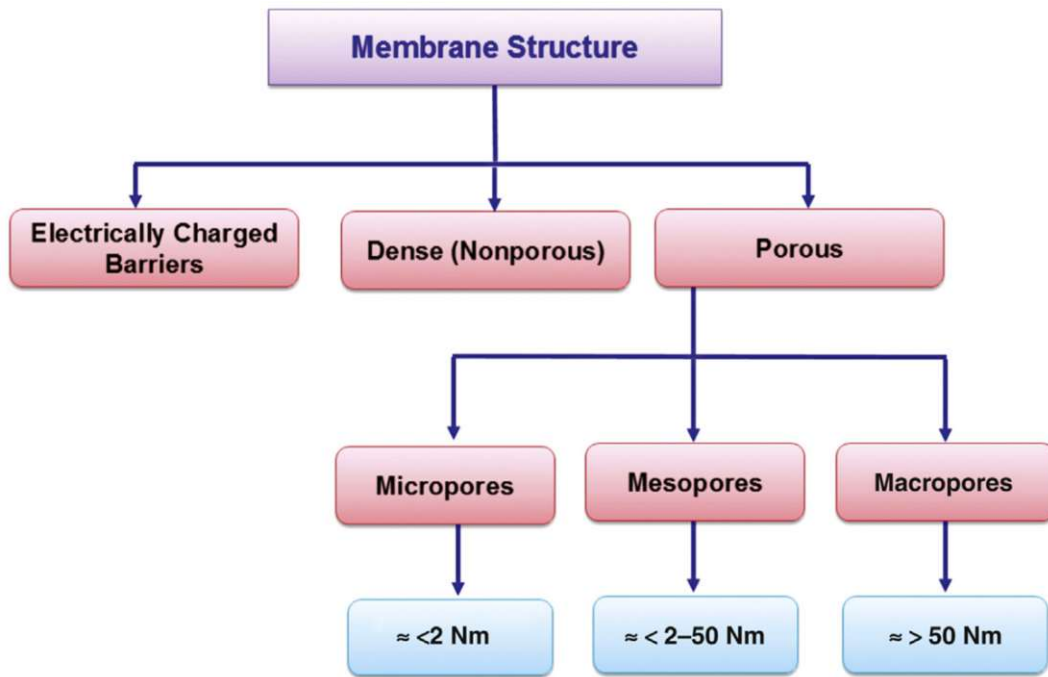 Membrane Structure
Electrically Charged
Barriers
Dense (Nonporous)
Porous
Micropores
Mesopores
Macropores
≈ <2 Nm
≈ < 2–50 Nm
≈ > 50 Nm